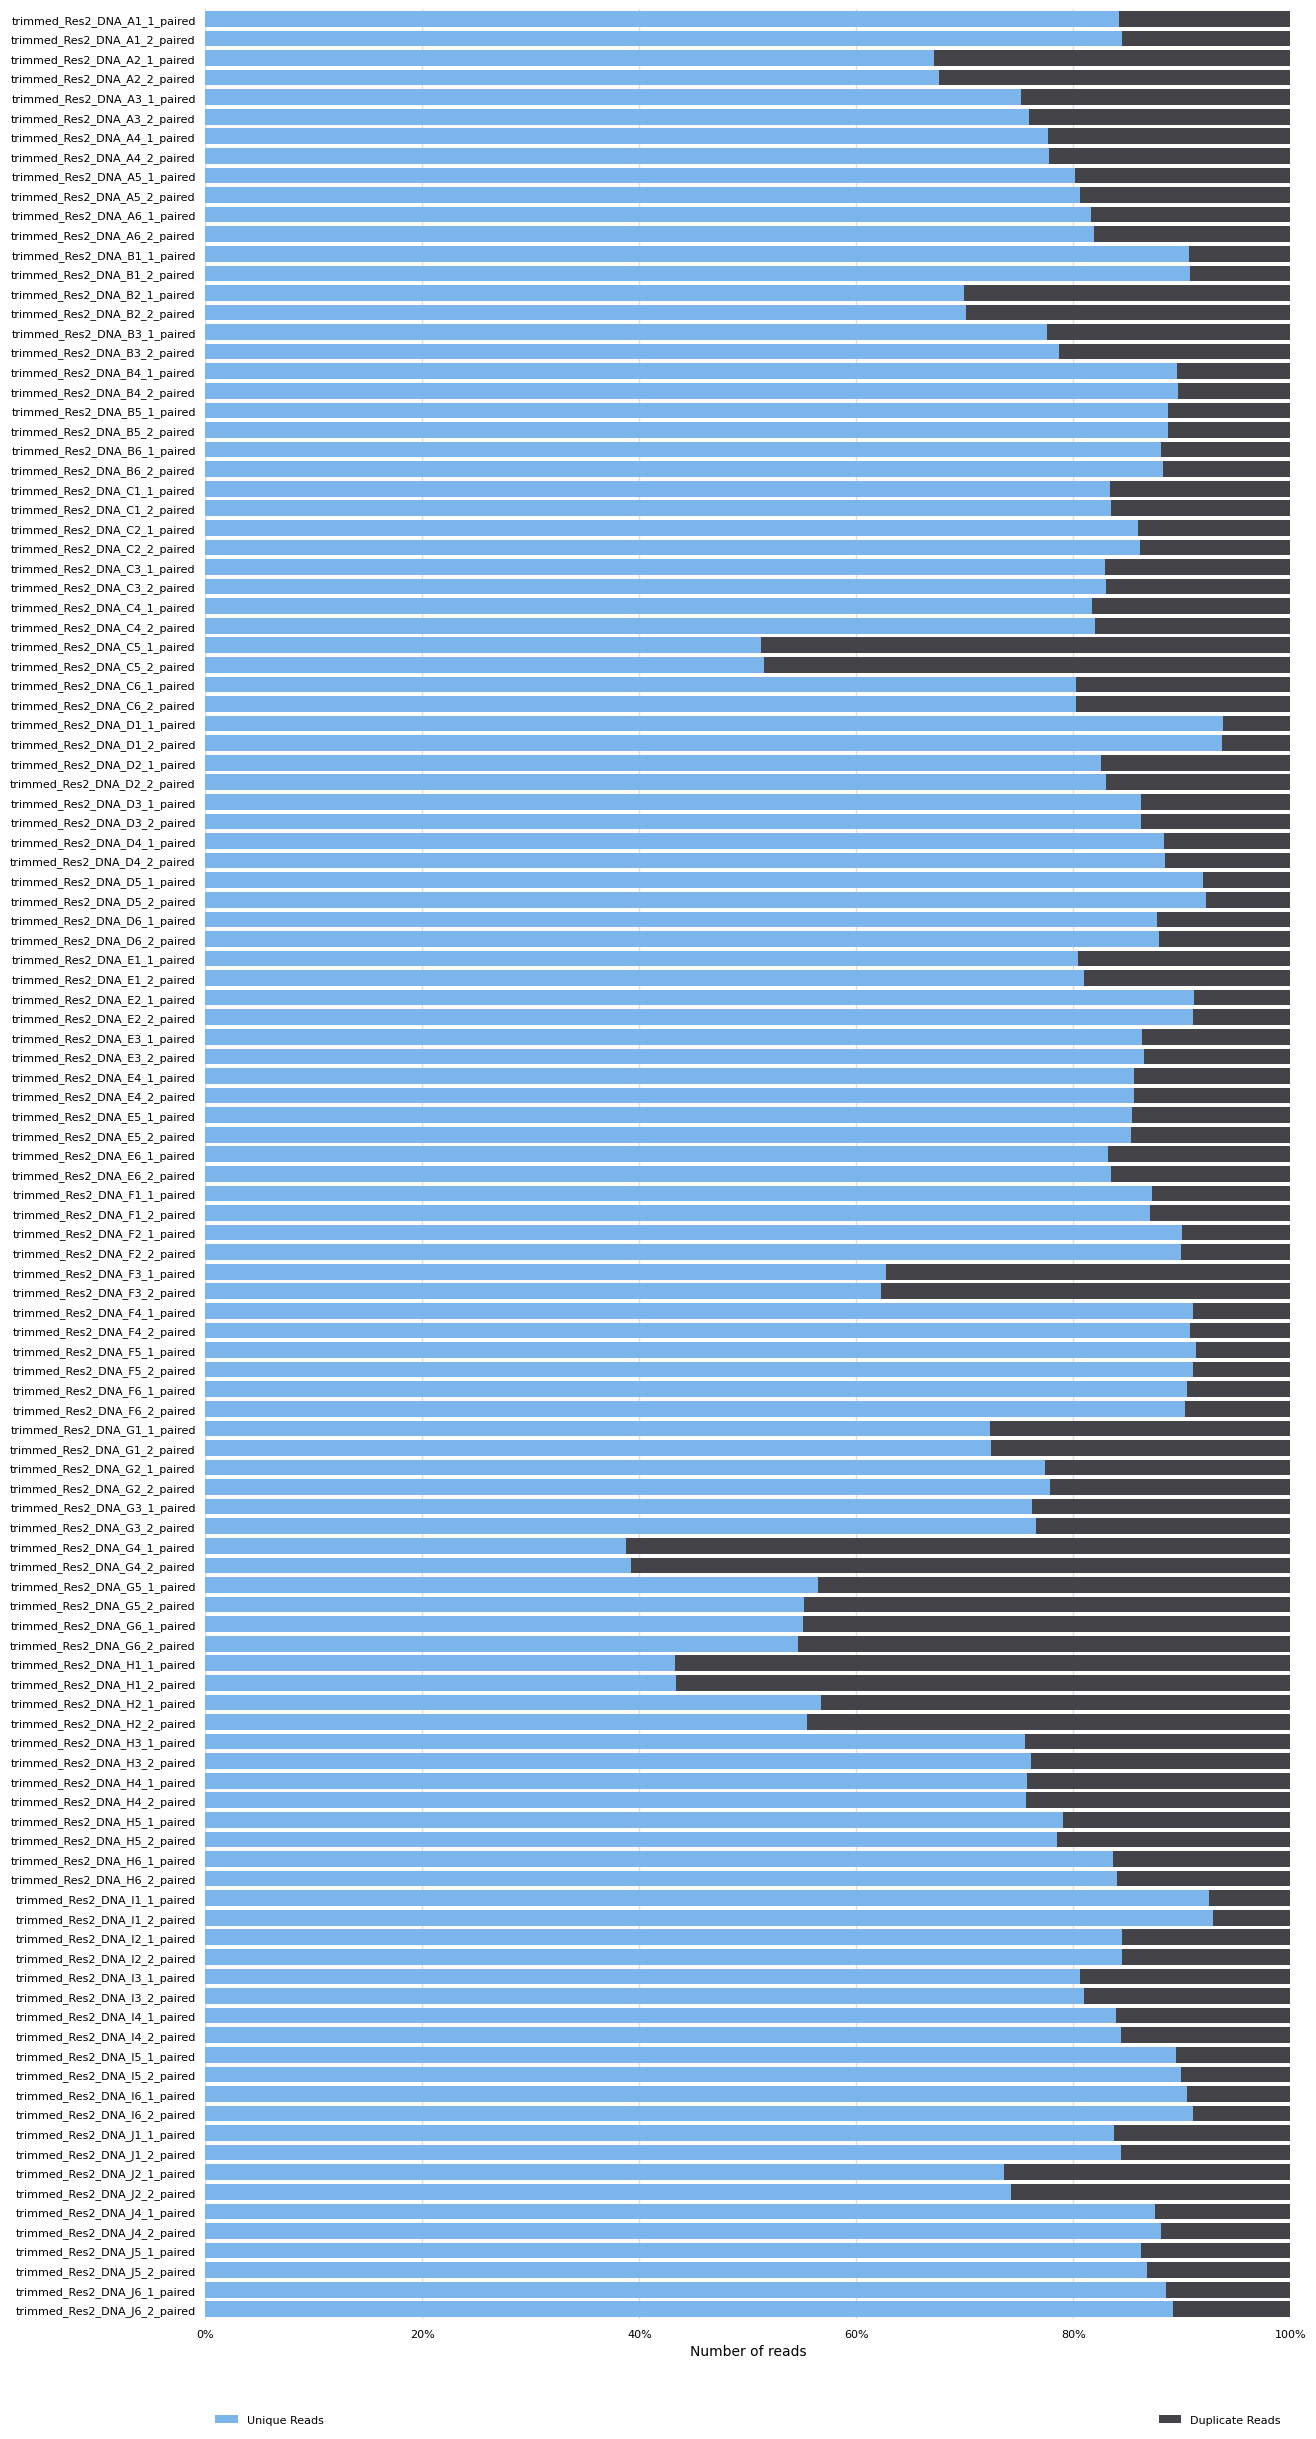 trimmed_Res2_DNA_A1_1_paired
trimmed_Res2_DNA_A1_2_paired
trimmed_Res2_DNA_A2_1_paired
trimmed_Res2_DNA_A2_2_paired
trimmed_Res2_DNA_A3_1_paired
trimmed_Res2_DNA_A3_2_paired
trimmed_Res2_DNA_A4_1_paired
trimmed_Res2_DNA_A4_2_paired
trimmed_Res2_DNA_A5_1_paired
trimmed_Res2_DNA_A5_2_paired
trimmed_Res2_DNA_A6_1_paired
trimmed_Res2_DNA_A6_2_paired
trimmed_Res2_DNA_B1_1_paired
trimmed_Res2_DNA_B1_2_paired
trimmed_Res2_DNA_B2_1_paired
trimmed_Res2_DNA_B2_2_paired
trimmed_Res2_DNA_B3_1_paired
trimmed_Res2_DNA_B3_2_paired
trimmed_Res2_DNA_B4_1_paired
trimmed_Res2_DNA_B4_2_paired
trimmed_Res2_DNA_B5_1_paired
trimmed_Res2_DNA_B5_2_paired
trimmed_Res2_DNA_B6_1_paired
trimmed_Res2_DNA_B6_2_paired
trimmed_Res2_DNA_C1_1_paired
trimmed_Res2_DNA_C1_2_paired
trimmed_Res2_DNA_C2_1_paired
trimmed_Res2_DNA_C2_2_paired
trimmed_Res2_DNA_C3_1_paired
trimmed_Res2_DNA_C3_2_paired
trimmed_Res2_DNA_C4_1_paired
trimmed_Res2_DNA_C4_2_paired
trimmed_Res2_DNA_C5_1_paired
trimmed_Res2_DNA_C5_2_paired
trimmed_Res2_DNA_C6_1_paired
trimmed_Res2_DNA_C6_2_paired
trimmed_Res2_DNA_D1_1_paired
trimmed_Res2_DNA_D1_2_paired
trimmed_Res2_DNA_D2_1_paired
trimmed_Res2_DNA_D2_2_paired
trimmed_Res2_DNA_D3_1_paired
trimmed_Res2_DNA_D3_2_paired
trimmed_Res2_DNA_D4_1_paired
trimmed_Res2_DNA_D4_2_paired
trimmed_Res2_DNA_D5_1_paired
trimmed_Res2_DNA_D5_2_paired
trimmed_Res2_DNA_D6_1_paired
trimmed_Res2_DNA_D6_2_paired
trimmed_Res2_DNA_E1_1_paired
trimmed_Res2_DNA_E1_2_paired
trimmed_Res2_DNA_E2_1_paired
trimmed_Res2_DNA_E2_2_paired
trimmed_Res2_DNA_E3_1_paired
trimmed_Res2_DNA_E3_2_paired
trimmed_Res2_DNA_E4_1_paired
trimmed_Res2_DNA_E4_2_paired
trimmed_Res2_DNA_E5_1_paired
trimmed_Res2_DNA_E5_2_paired
trimmed_Res2_DNA_E6_1_paired
trimmed_Res2_DNA_E6_2_paired
trimmed_Res2_DNA_F1_1_paired
trimmed_Res2_DNA_F1_2_paired
trimmed_Res2_DNA_F2_1_paired
trimmed_Res2_DNA_F2_2_paired
trimmed_Res2_DNA_F3_1_paired
trimmed_Res2_DNA_F3_2_paired
trimmed_Res2_DNA_F4_1_paired
trimmed_Res2_DNA_F4_2_paired
trimmed_Res2_DNA_F5_1_paired
trimmed_Res2_DNA_F5_2_paired
trimmed_Res2_DNA_F6_1_paired
trimmed_Res2_DNA_F6_2_paired
trimmed_Res2_DNA_G1_1_paired
trimmed_Res2_DNA_G1_2_paired
trimmed_Res2_DNA_G2_1_paired
trimmed_Res2_DNA_G2_2_paired
trimmed_Res2_DNA_G3_1_paired
trimmed_Res2_DNA_G3_2_paired
trimmed_Res2_DNA_G4_1_paired
trimmed_Res2_DNA_G4_2_paired
trimmed_Res2_DNA_G5_1_paired
trimmed_Res2_DNA_G5_2_paired
trimmed_Res2_DNA_G6_1_paired
trimmed_Res2_DNA_G6_2_paired
trimmed_Res2_DNA_H1_1_paired
trimmed_Res2_DNA_H1_2_paired
trimmed_Res2_DNA_H2_1_paired
trimmed_Res2_DNA_H2_2_paired
trimmed_Res2_DNA_H3_1_paired
trimmed_Res2_DNA_H3_2_paired
trimmed_Res2_DNA_H4_1_paired
trimmed_Res2_DNA_H4_2_paired
trimmed_Res2_DNA_H5_1_paired
trimmed_Res2_DNA_H5_2_paired
trimmed_Res2_DNA_H6_1_paired
trimmed_Res2_DNA_H6_2_paired
trimmed_Res2_DNA_I1_1_paired
trimmed_Res2_DNA_I1_2_paired
trimmed_Res2_DNA_I2_1_paired
trimmed_Res2_DNA_I2_2_paired
trimmed_Res2_DNA_I3_1_paired
trimmed_Res2_DNA_I3_2_paired
trimmed_Res2_DNA_I4_1_paired
trimmed_Res2_DNA_I4_2_paired
trimmed_Res2_DNA_I5_1_paired
trimmed_Res2_DNA_I5_2_paired
trimmed_Res2_DNA_I6_1_paired
trimmed_Res2_DNA_I6_2_paired
trimmed_Res2_DNA_J1_1_paired
trimmed_Res2_DNA_J1_2_paired
trimmed_Res2_DNA_J2_1_paired
trimmed_Res2_DNA_J2_2_paired
trimmed_Res2_DNA_J4_1_paired
trimmed_Res2_DNA_J4_2_paired
trimmed_Res2_DNA_J5_1_paired
trimmed_Res2_DNA_J5_2_paired
trimmed_Res2_DNA_J6_1_paired
trimmed_Res2_DNA_J6_2_paired
0% 20% 40% 60% 80% 100%
Number of reads
Unique Reads Duplicate Reads